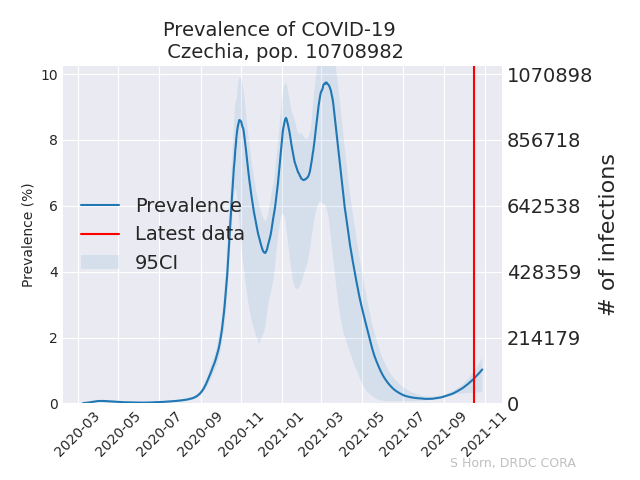 Prevalence of COVID-19
Czechia, pop. 10708982
10
8
6
4
2
0
Prevalence (%)
Prevalence
Latest data
95CI
1070898
856718
642538
428359
214179
0
# of infections
2020-03
2020-05
2020-07
2020-09
2020-11
2021-01
2021-03
2021-05
2021-07
2021-09
2021-11
S Horn, DRDC CORA